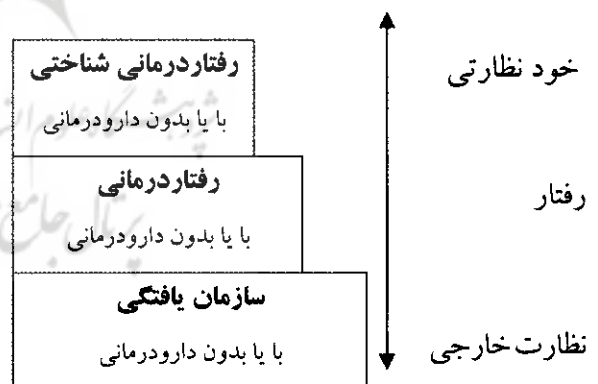 رفتاردرمانی شناختی
با یا بدون دارودرمانی
خود نظارتی
رفتاردرمانی
با یا بدون دارودرمانی
رفتار
سازمان یافتگی
با یا بدون دارودرمانی
نظارت خارجی